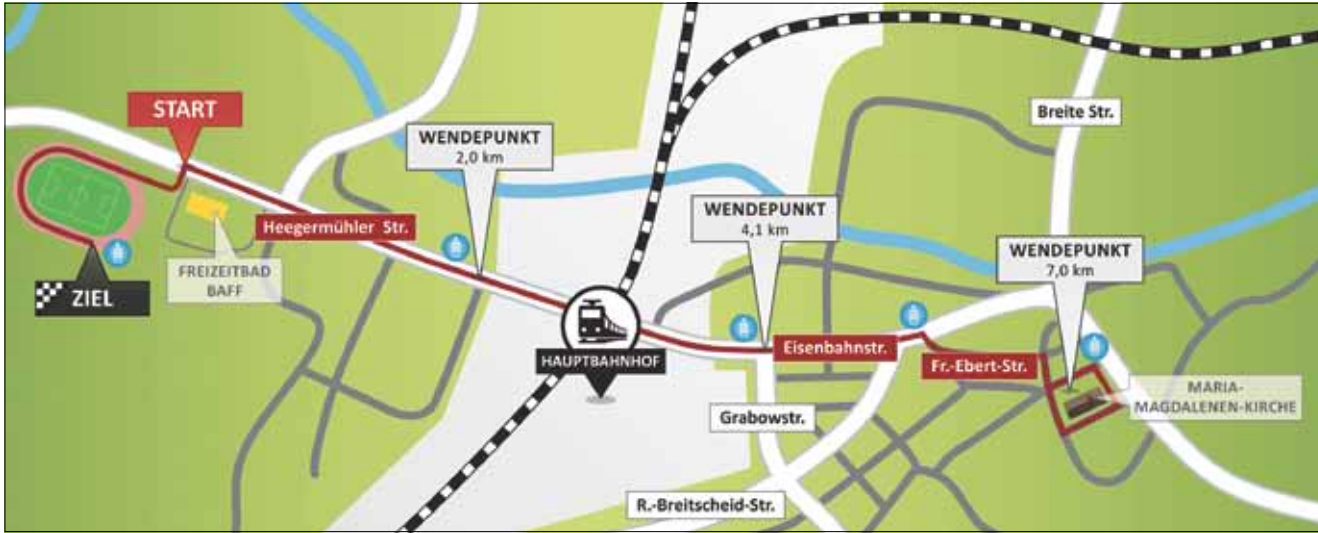 START
WENDEPUNKT
2,0 km
Breite Str.
WENDEPUNKT
4,1 km
Heegermühler Str.
WENDEPUNKT
7,0 km
FREIZEITBAD
BAFF
ZIEL
HAUPTBAHNHOF
Eisenbahnstr.
Fr.-Ebert-Str.
MARIA-
MAGDALENEN-KIRCHE
Grabowstr.
R.-Breitscheid-Str.